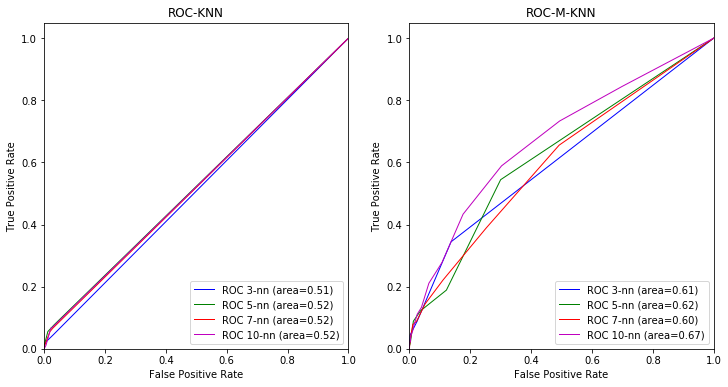 ROC-KNN
True Positive Rate
1.0
0.8
0.6
0.4
0.2
0.0
ROC 3-nn (area=0.51)
ROC 5-nn (area=0.52)
ROC 7-nn (area=0.52)
ROC 10-nn (area=0.52)
0.0 0.2 0.4 0.6 0.8 1.0
False Positive Rate
ROC-M-KNN
True Positive Rate
1.0
0.8
0.6
0.4
0.2
0.0
ROC 3-nn (area=0.61)
ROC 5-nn (area=0.62)
ROC 7-nn (area=0.60)
ROC 10-nn (area=0.67)
0.0 0.2 0.4 0.6 0.8 1.0
False Positive Rate